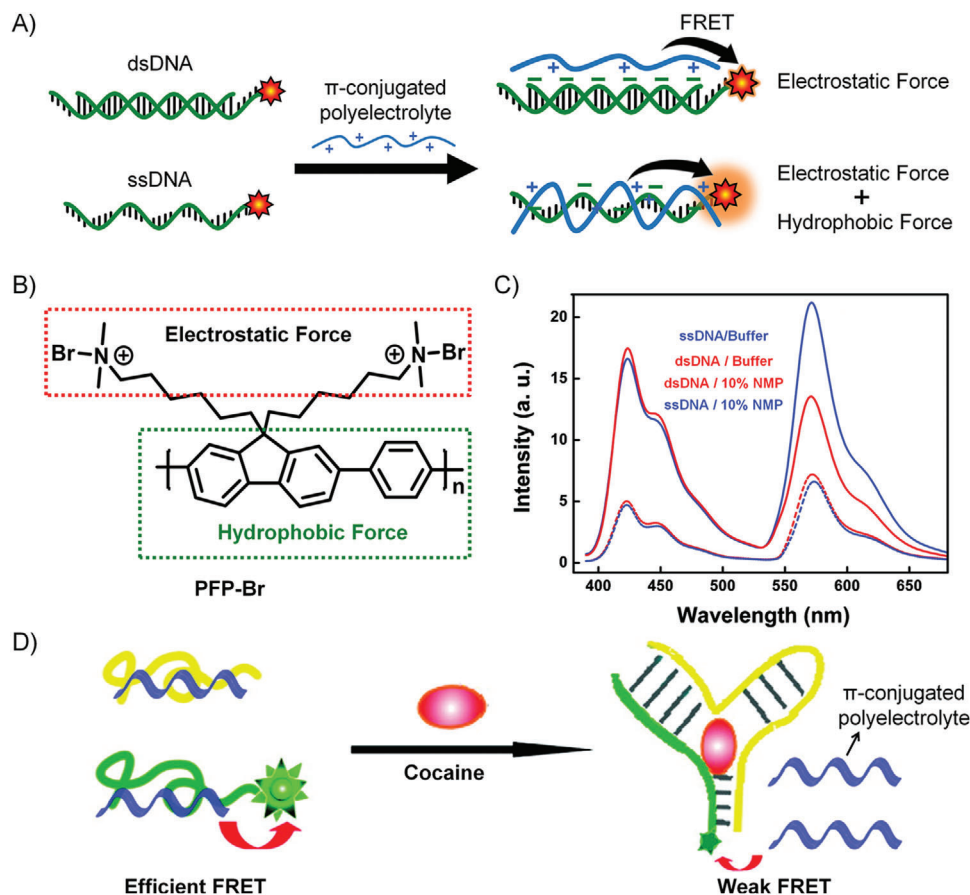 A)
dsDNA
ssDNA
π-conjugated
polyelectrolyte
+ + + + +
FRET
+ + +
− − − − − −
Electrostatic Force
+ − + − +
− −
Electrostatic Force
+
Hydrophobic Force
B)
Electrostatic Force
Br N + + N Br
n
Hydrophobic Force
PFP-Br
C)
20
15
10
5
0
Intensity (a. u.)
ssDNA/Buffer
dsDNA / Buffer
dsDNA / 10% NMP
ssDNA / 10% NMP
400 450 500 550 600 650
Wavelength (nm)
D)
Cocaine
π-conjugated
polyelectrolyte
Efficient FRET
Weak FRET